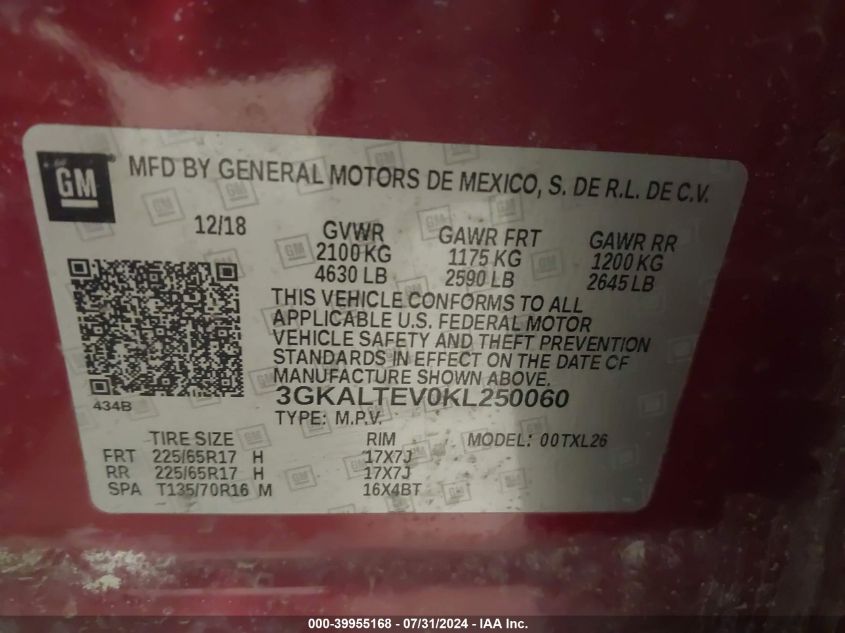 GM
MFD BY GENERAL MOTORS DE MEXICO, S. DE R.L. DE C.V.
12/18 GVWR GAWR FRT GAWR RR
2100 KG 1175 KG 1200 KG
4630 LB 2590 LB 2645 LB
THIS VEHICLE CONFORMS TO ALL
APPLICABLE U.S. FEDERAL MOTOR
VEHICLE SAFETY AND THEFT PREVENTION
STANDARDS IN EFFECT ON THE DATE OF
MANUFACTURE SHOWN ABOVE.
434B
3GKALTEV0KL250060
TYPE: M.P.V.
TIRE SIZE RIM MODEL: 00TXL26
FRT 225/65R17 H 17X7J
RR 225/65R17 H 17X7J
SPA T135/70R16 M 16X4BT
000-39955168 - 07/31/2024 - IAA Inc.